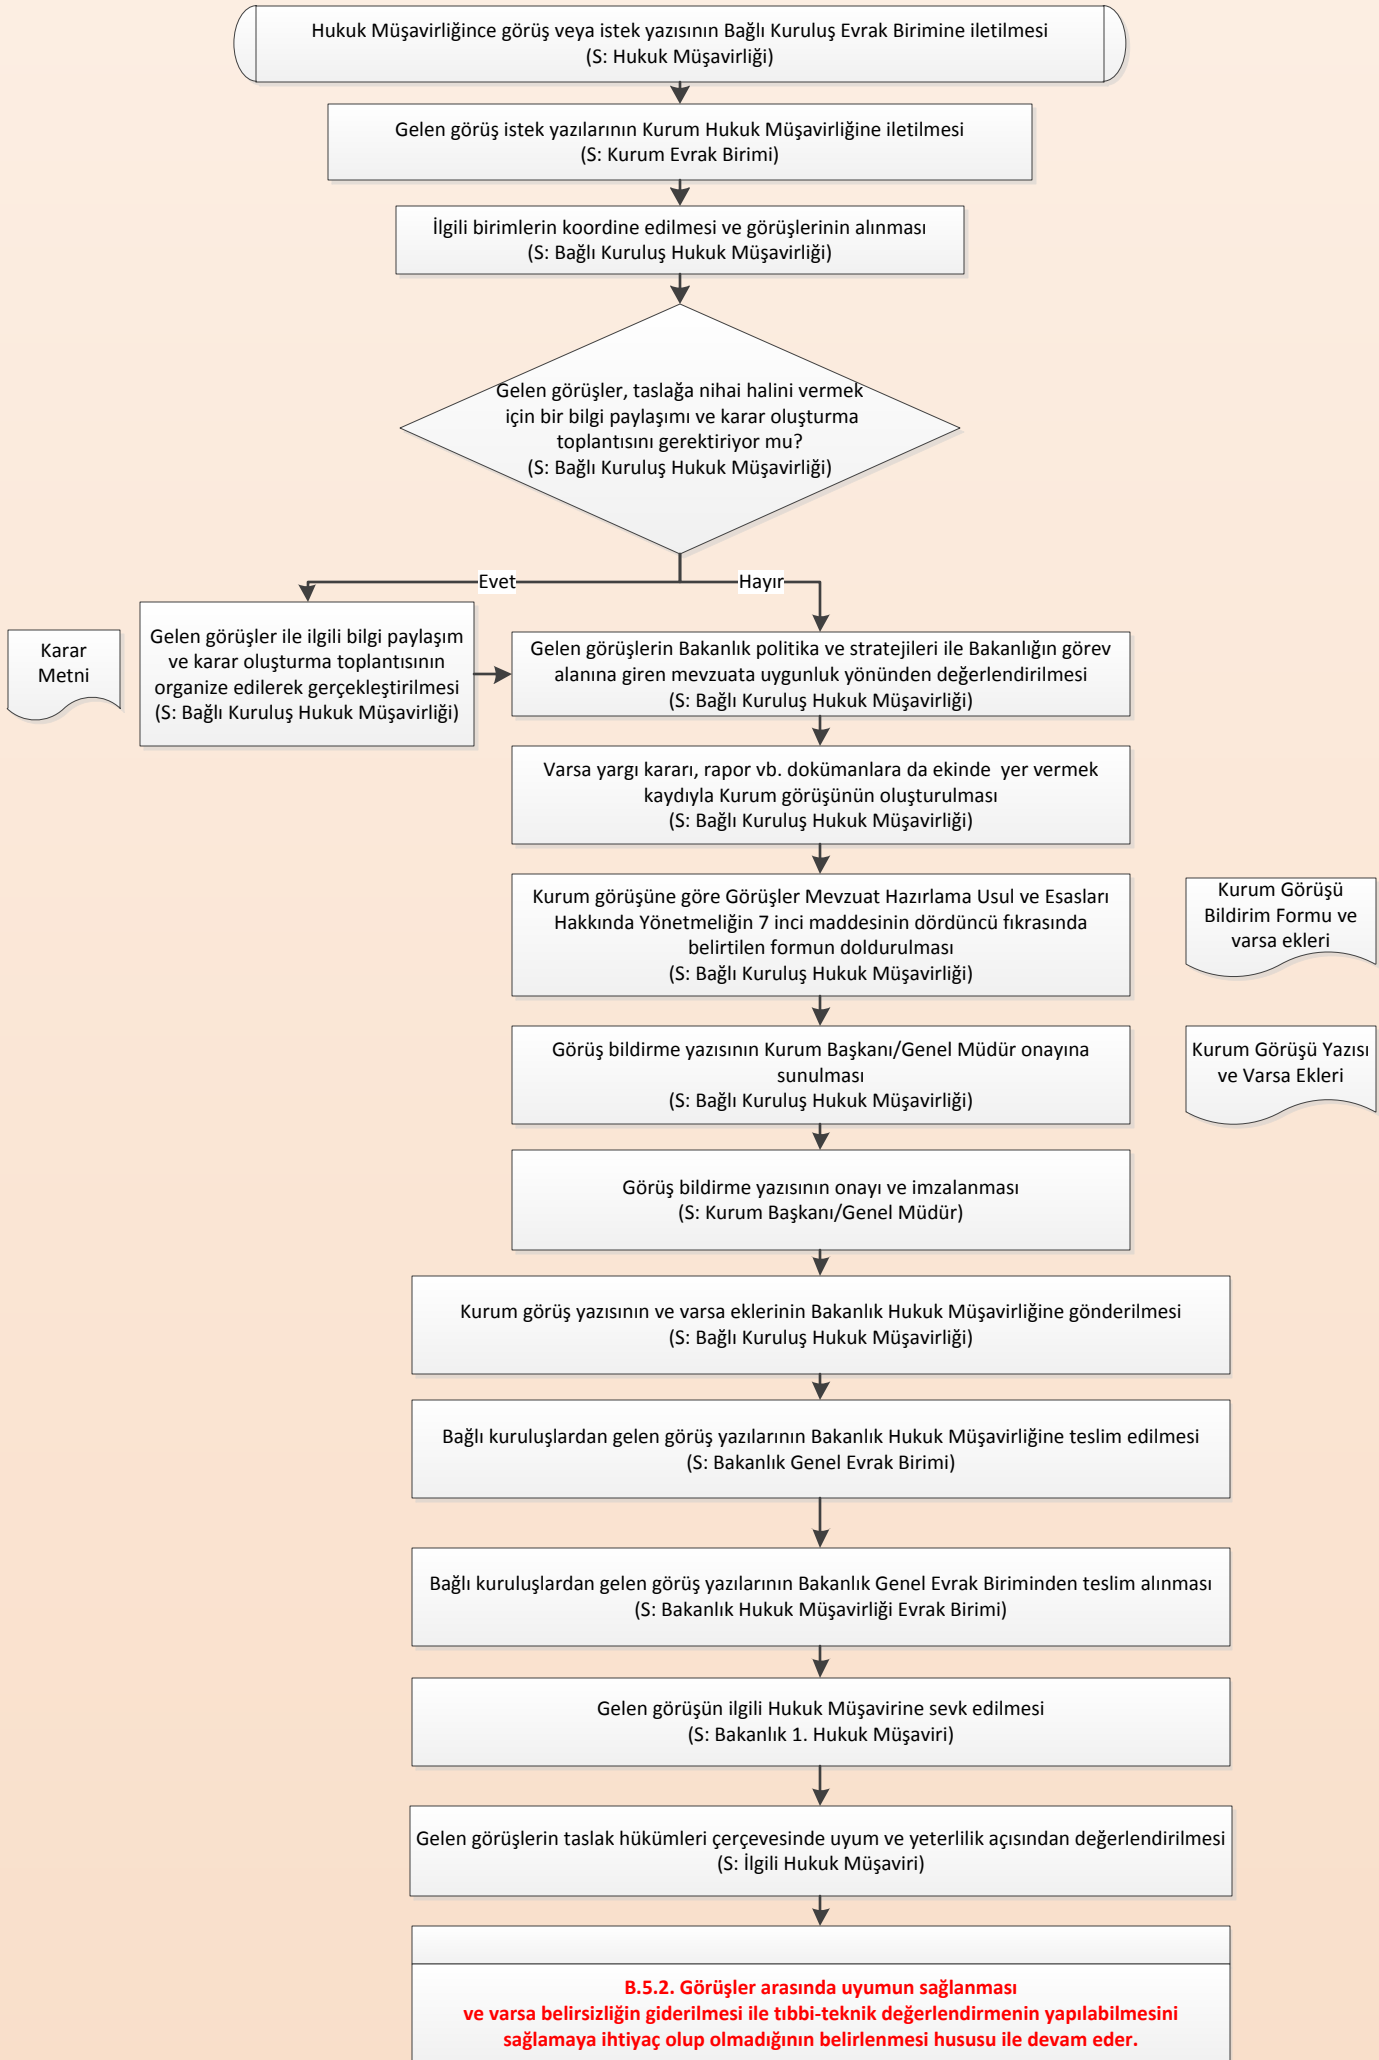 Hukuk Müşavirliğince görüş veya istek yazısının Bağlı Kuruluş Evrak Birimine iletilmesi
(S: Hukuk Müşavirliği)
Gelen görüş istek yazılarının Kurum Hukuk Müşavirliğine iletilmesi
(S: Kurum Evrak Birimi)
İlgili birimlerin koordine edilmesi ve görüşlerinin alınması
(S: Bağlı Kuruluş Hukuk Müşavirliği)
Gelen görüşler, taslağa nihai halini vermek
için bir bilgi paylaşımı ve karar oluşturma
toplantısını gerektiriyor mu?
(S: Bağlı Kuruluş Hukuk Müşavirliği)
Evet
Hayır
Karar
Metni
Gelen görüşler ile ilgili bilgi paylaşım
ve karar oluşturma toplantısının
organize edilerek gerçekleştirilmesi
(S: Bağlı Kuruluş Hukuk Müşavirliği)
Gelen görüşlerin Bakanlık politika ve stratejileri ile Bakanlığın görev
alanına giren mevzuata uygunluk yönünden değerlendirilmesi
(S: Bağlı Kuruluş Hukuk Müşavirliği)
Varsa yargı kararı, rapor vb. dokümanlara da ekinde  yer vermek
kaydıyla Kurum görüşünün oluşturulması
(S: Bağlı Kuruluş Hukuk Müşavirliği)
Kurum görüşüne göre Görüşler Mevzuat Hazırlama Usul ve Esasları
Hakkında Yönetmeliğin 7 inci maddesinin dördüncü fıkrasında
belirtilen formun doldurulması
(S: Bağlı Kuruluş Hukuk Müşavirliği)
Kurum Görüşü
Bildirim Formu ve
varsa ekleri
Görüş bildirme yazısının Kurum Başkanı/Genel Müdür onayına
sunulması
(S: Bağlı Kuruluş Hukuk Müşavirliği)
Kurum Görüşü Yazısı
ve Varsa Ekleri
Görüş bildirme yazısının onayı ve imzalanması
(S: Kurum Başkanı/Genel Müdür)
Kurum görüş yazısının ve varsa eklerinin Bakanlık Hukuk Müşavirliğine gönderilmesi
(S: Bağlı Kuruluş Hukuk Müşavirliği)
Bağlı kuruluşlardan gelen görüş yazılarının Bakanlık Hukuk Müşavirliğine teslim edilmesi
(S: Bakanlık Genel Evrak Birimi)
Bağlı kuruluşlardan gelen görüş yazılarının Bakanlık Genel Evrak Biriminden teslim alınması
(S: Bakanlık Hukuk Müşavirliği Evrak Birimi)
Gelen görüşün ilgili Hukuk Müşavirine sevk edilmesi
(S: Bakanlık 1. Hukuk Müşaviri)
Gelen görüşlerin taslak hükümleri çerçevesinde uyum ve yeterlilik açısından değerlendirilmesi
(S: İlgili Hukuk Müşaviri)
B.5.2. Görüşler arasında uyumun sağlanması
ve varsa belirsizliğin giderilmesi ile tıbbi-teknik değerlendirmenin yapılabilmesini
sağlamaya ihtiyaç olup olmadığının belirlenmesi hususu ile devam eder.